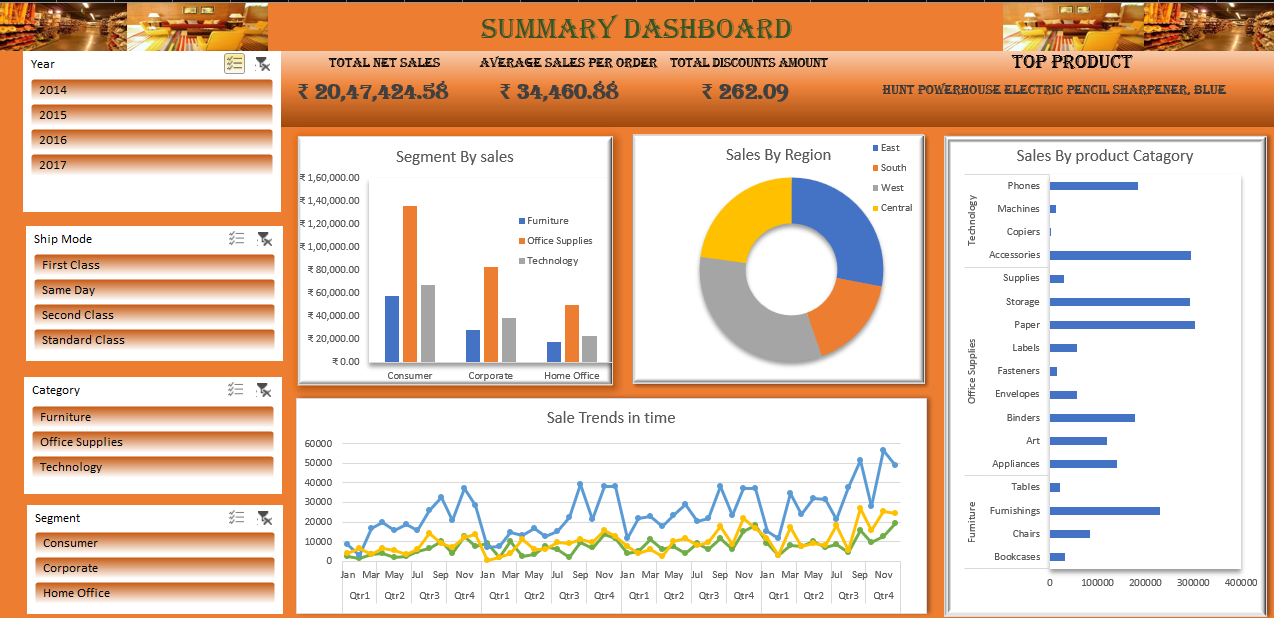 SUMMARY DASHBOARD
TOTAL NET SALES
AVERAGE SALES PER ORDER
TOTAL DISCOUNTS AMOUNT
TOP PRODUCT
₹ 20,47,424.58
₹ 34,460.88
₹ 262.09
HUNT POWERHOUSE ELECTRIC PENCIL SHARPENER, BLUE
Year
2014
2015
2016
2017
Ship Mode
First Class
Same Day
Second Class
Standard Class
Category
Furniture
Office Supplies
Technology
Segment
Consumer
Corporate
Home Office
Segment By sales
₹ 1,60,000.00
₹ 1,40,000.00
₹ 1,20,000.00
₹ 1,00,000.00
₹ 80,000.00
₹ 60,000.00
₹ 40,000.00
₹ 20,000.00
₹ 0.00
Consumer Corporate Home Office
Furniture
Office Supplies
Technology
Sales By Region
East
South
West
Central
Sale Trends in time
60000
50000
40000
30000
20000
10000
0
Jan Mar May Jul Sep Nov Jan Mar May Jul Sep Nov Jan Mar May Jul Sep Nov Jan Mar May Jul Sep Nov
Qtr1 Qtr2 Qtr3 Qtr4 Qtr1 Qtr2 Qtr3 Qtr4 Qtr1 Qtr2 Qtr3 Qtr4 Qtr1 Qtr2 Qtr3 Qtr4
Sales By product Catagory
Technology
Phones
Machines
Copiers
Accessories
Office Supplies
Supplies
Storage
Paper
Labels
Fasteners
Envelopes
Binders
Art
Appliances
Furniture
Tables
Furnishings
Chairs
Bookcases
0 1000000 200000 300000 400000